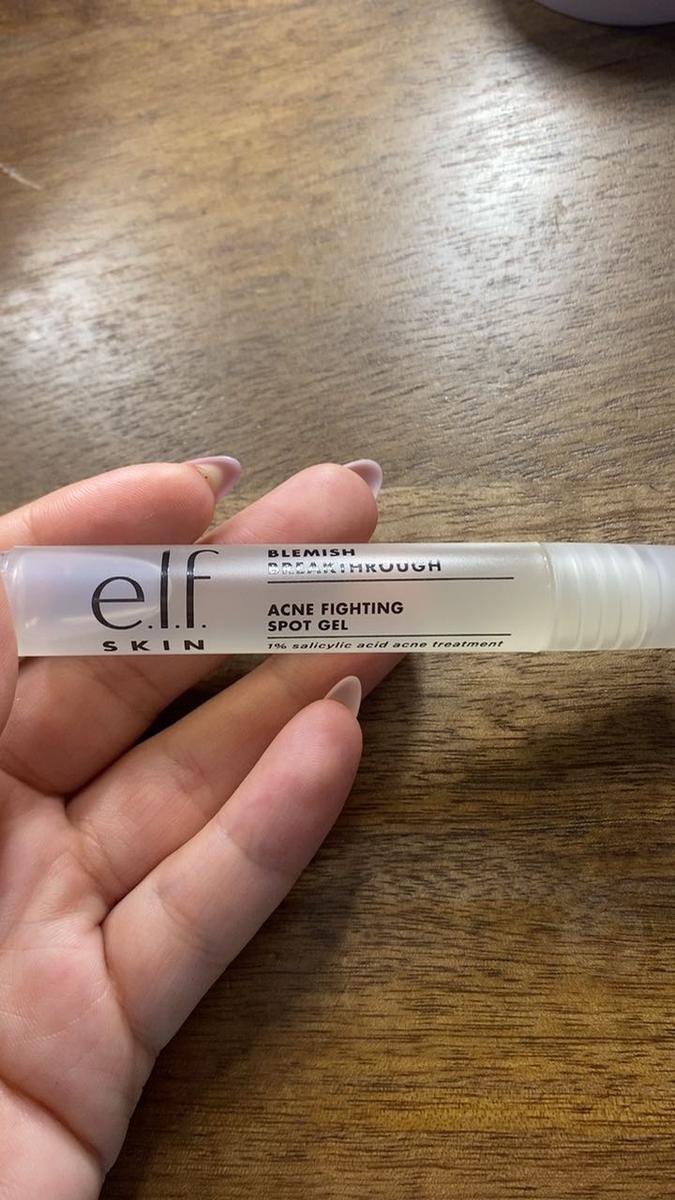 e.l.f.
SKIN
BLEMISH
BREAKTHROUGH
ACNE FIGHTING
SPOT GEL
1% salicylic acid acne treatment